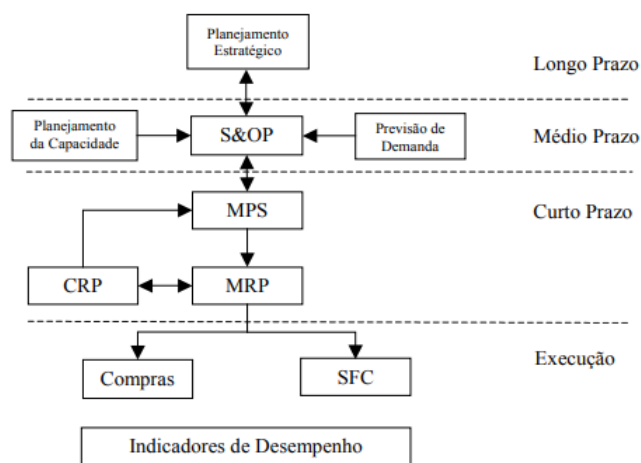 Planejamento
Estratégico
Longo Prazo
Planejamento
da Capacidade
S&OP
Previsão de
Demanda
Médio Prazo
MPS
Curto Prazo
CRP
MRP
Execução
Compras
SFC
Indicadores de Desempenho